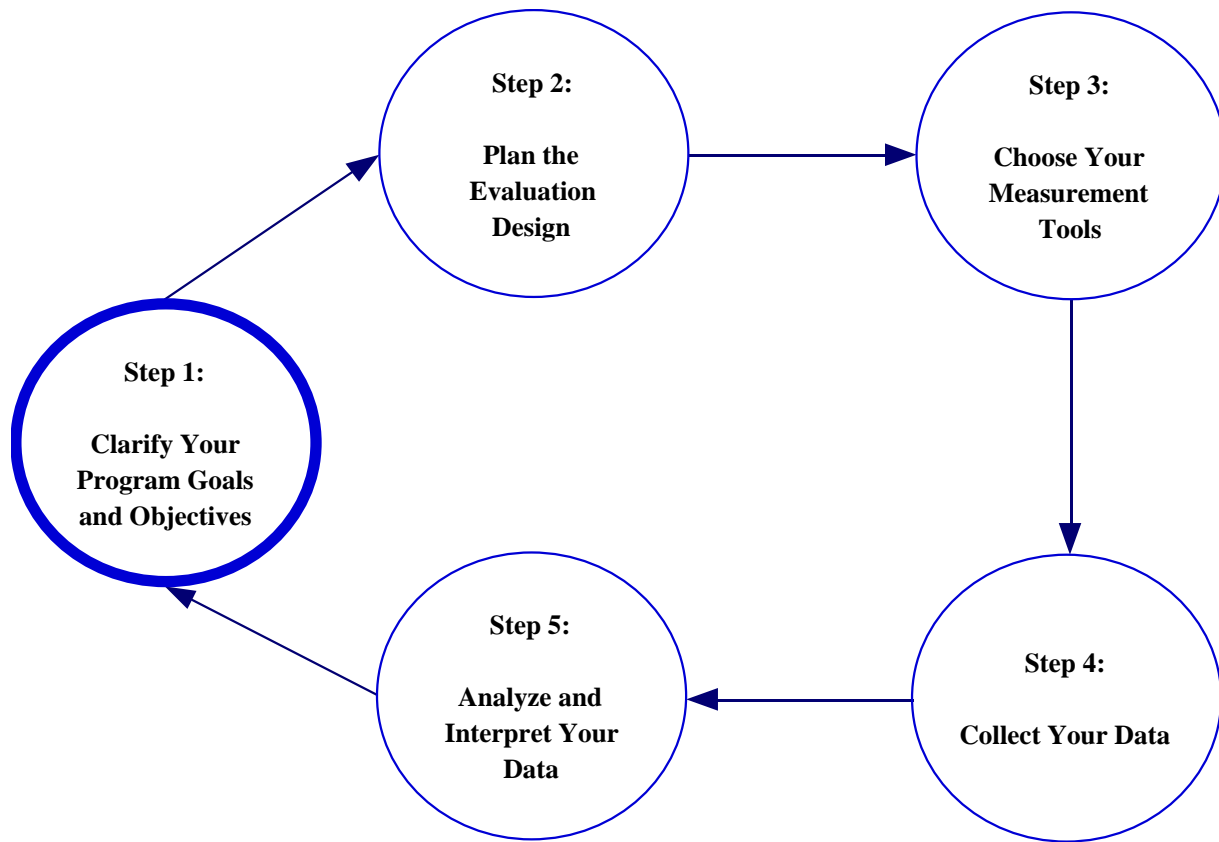 Step 1:
Clarify Your
Program Goals
and Objectives
Step 2:
Plan the
Evaluation
Design
Step 3:
Choose Your
Measurement
Tools
Step 4:
Collect Your Data
Step 5:
Analyze and
Interpret Your
Data